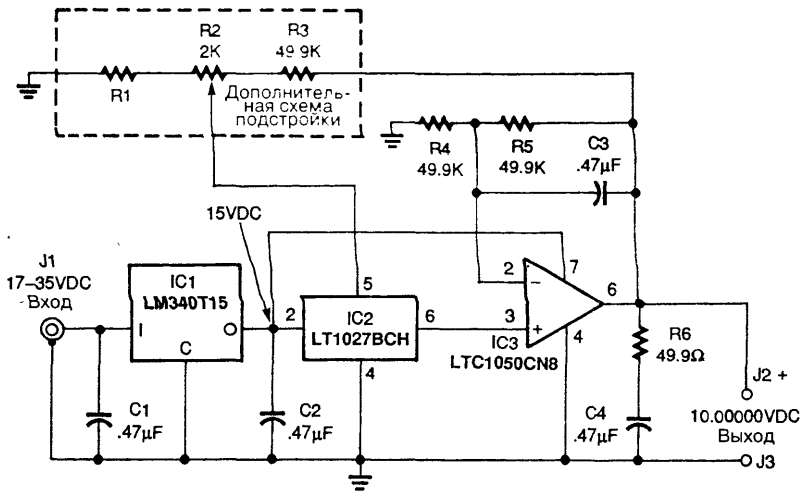 R2
2K
R3
49.9K
R1
Дополнитель-
ная схема
подстройки
R4
49.9K
R5
49.9K
C3
.47µF
15VDC
J1
17–35VDC
Вход
IC1
LM340T15
I
O
C
2
5
IC2
LT1027BCH
6
4
2
−
7
3
+
6
4
IC3
LTC1050CN8
R6
49.9Ω
C1
.47µF
C2
.47µF
C4
.47µF
J2 +
10.00000VDC
Выход
J3